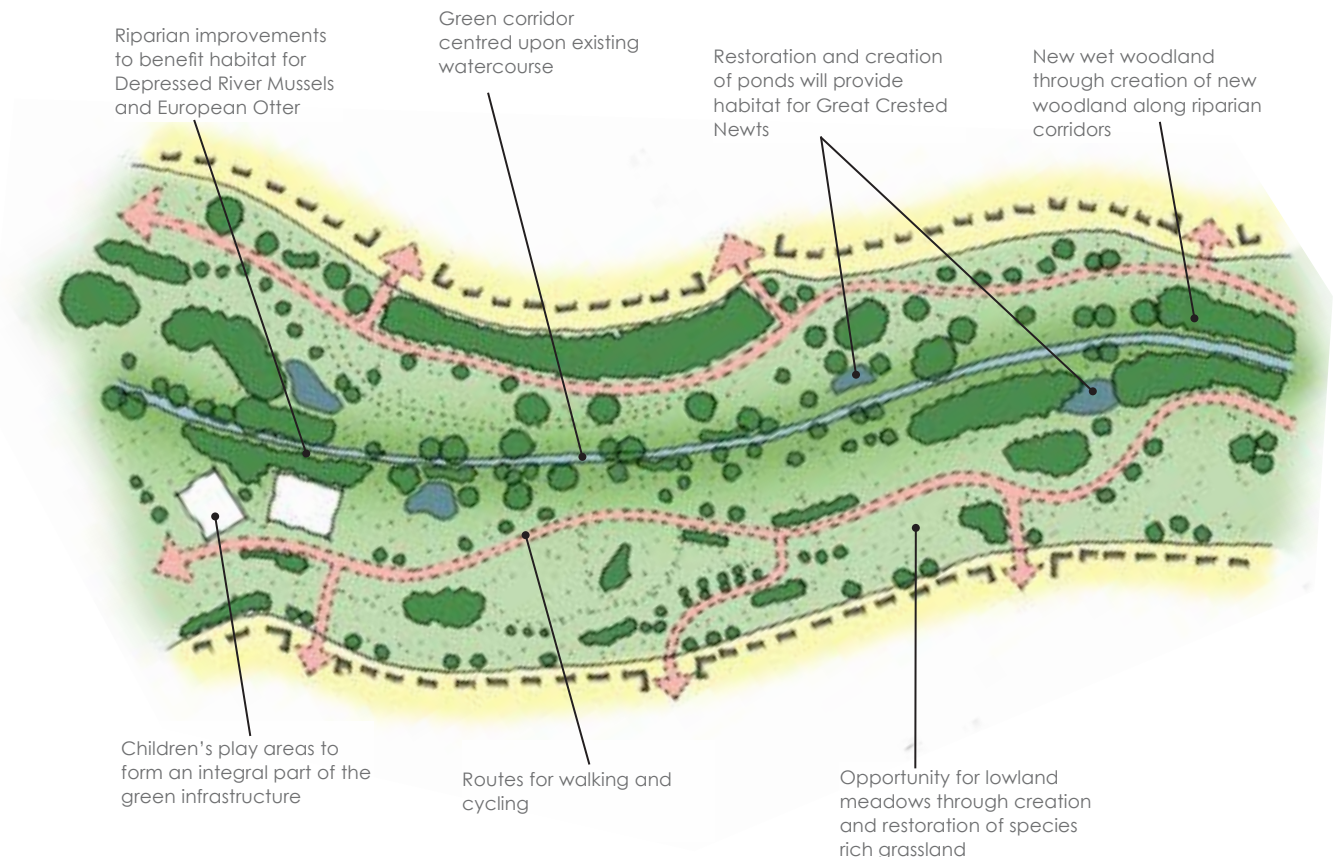 Riparian improvements
to benefit habitat for
Depressed River Mussels
and European Otter
Green corridor
centred upon existing
watercourse
Restoration and creation
of ponds will provide
habitat for Great Crested
Newts
New wet woodland
through creation of new
woodland along riparian
corridors
Children’s play areas to
form an integral part of the
green infrastructure
Routes for walking and
cycling
Opportunity for lowland
meadows through creation
and restoration of species
rich grassland